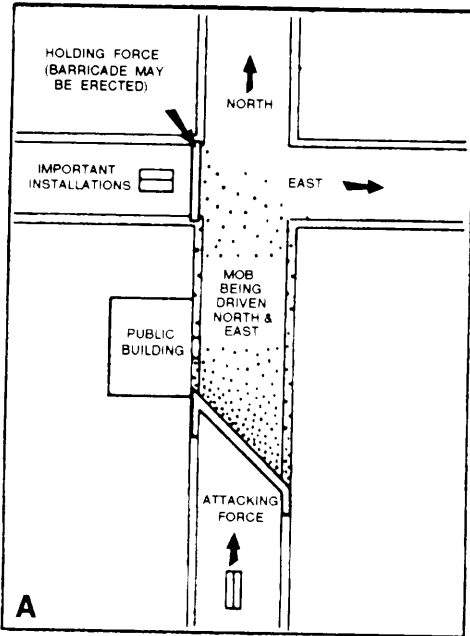 HOLDING FORCE
(BARRICADE MAY
BE ERECTED)
NORTH
IMPORTANT
INSTALLATIONS
EAST
MOB
BEING
DRIVEN
NORTH &
EAST
PUBLIC
BUILDING
ATTACKING
FORCE
A